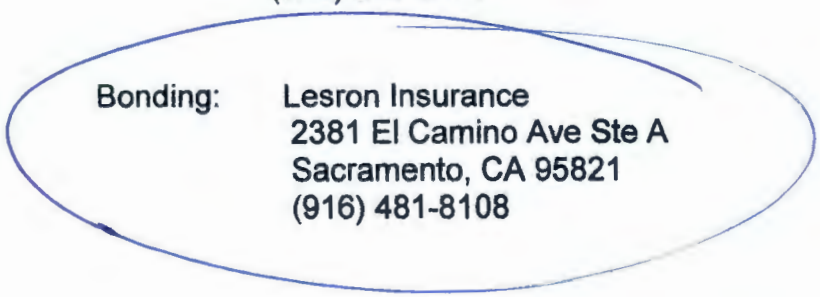 Bonding: Lesron Insurance
2381 El Camino Ave Ste A
Sacramento, CA 95821
(916) 481-8108